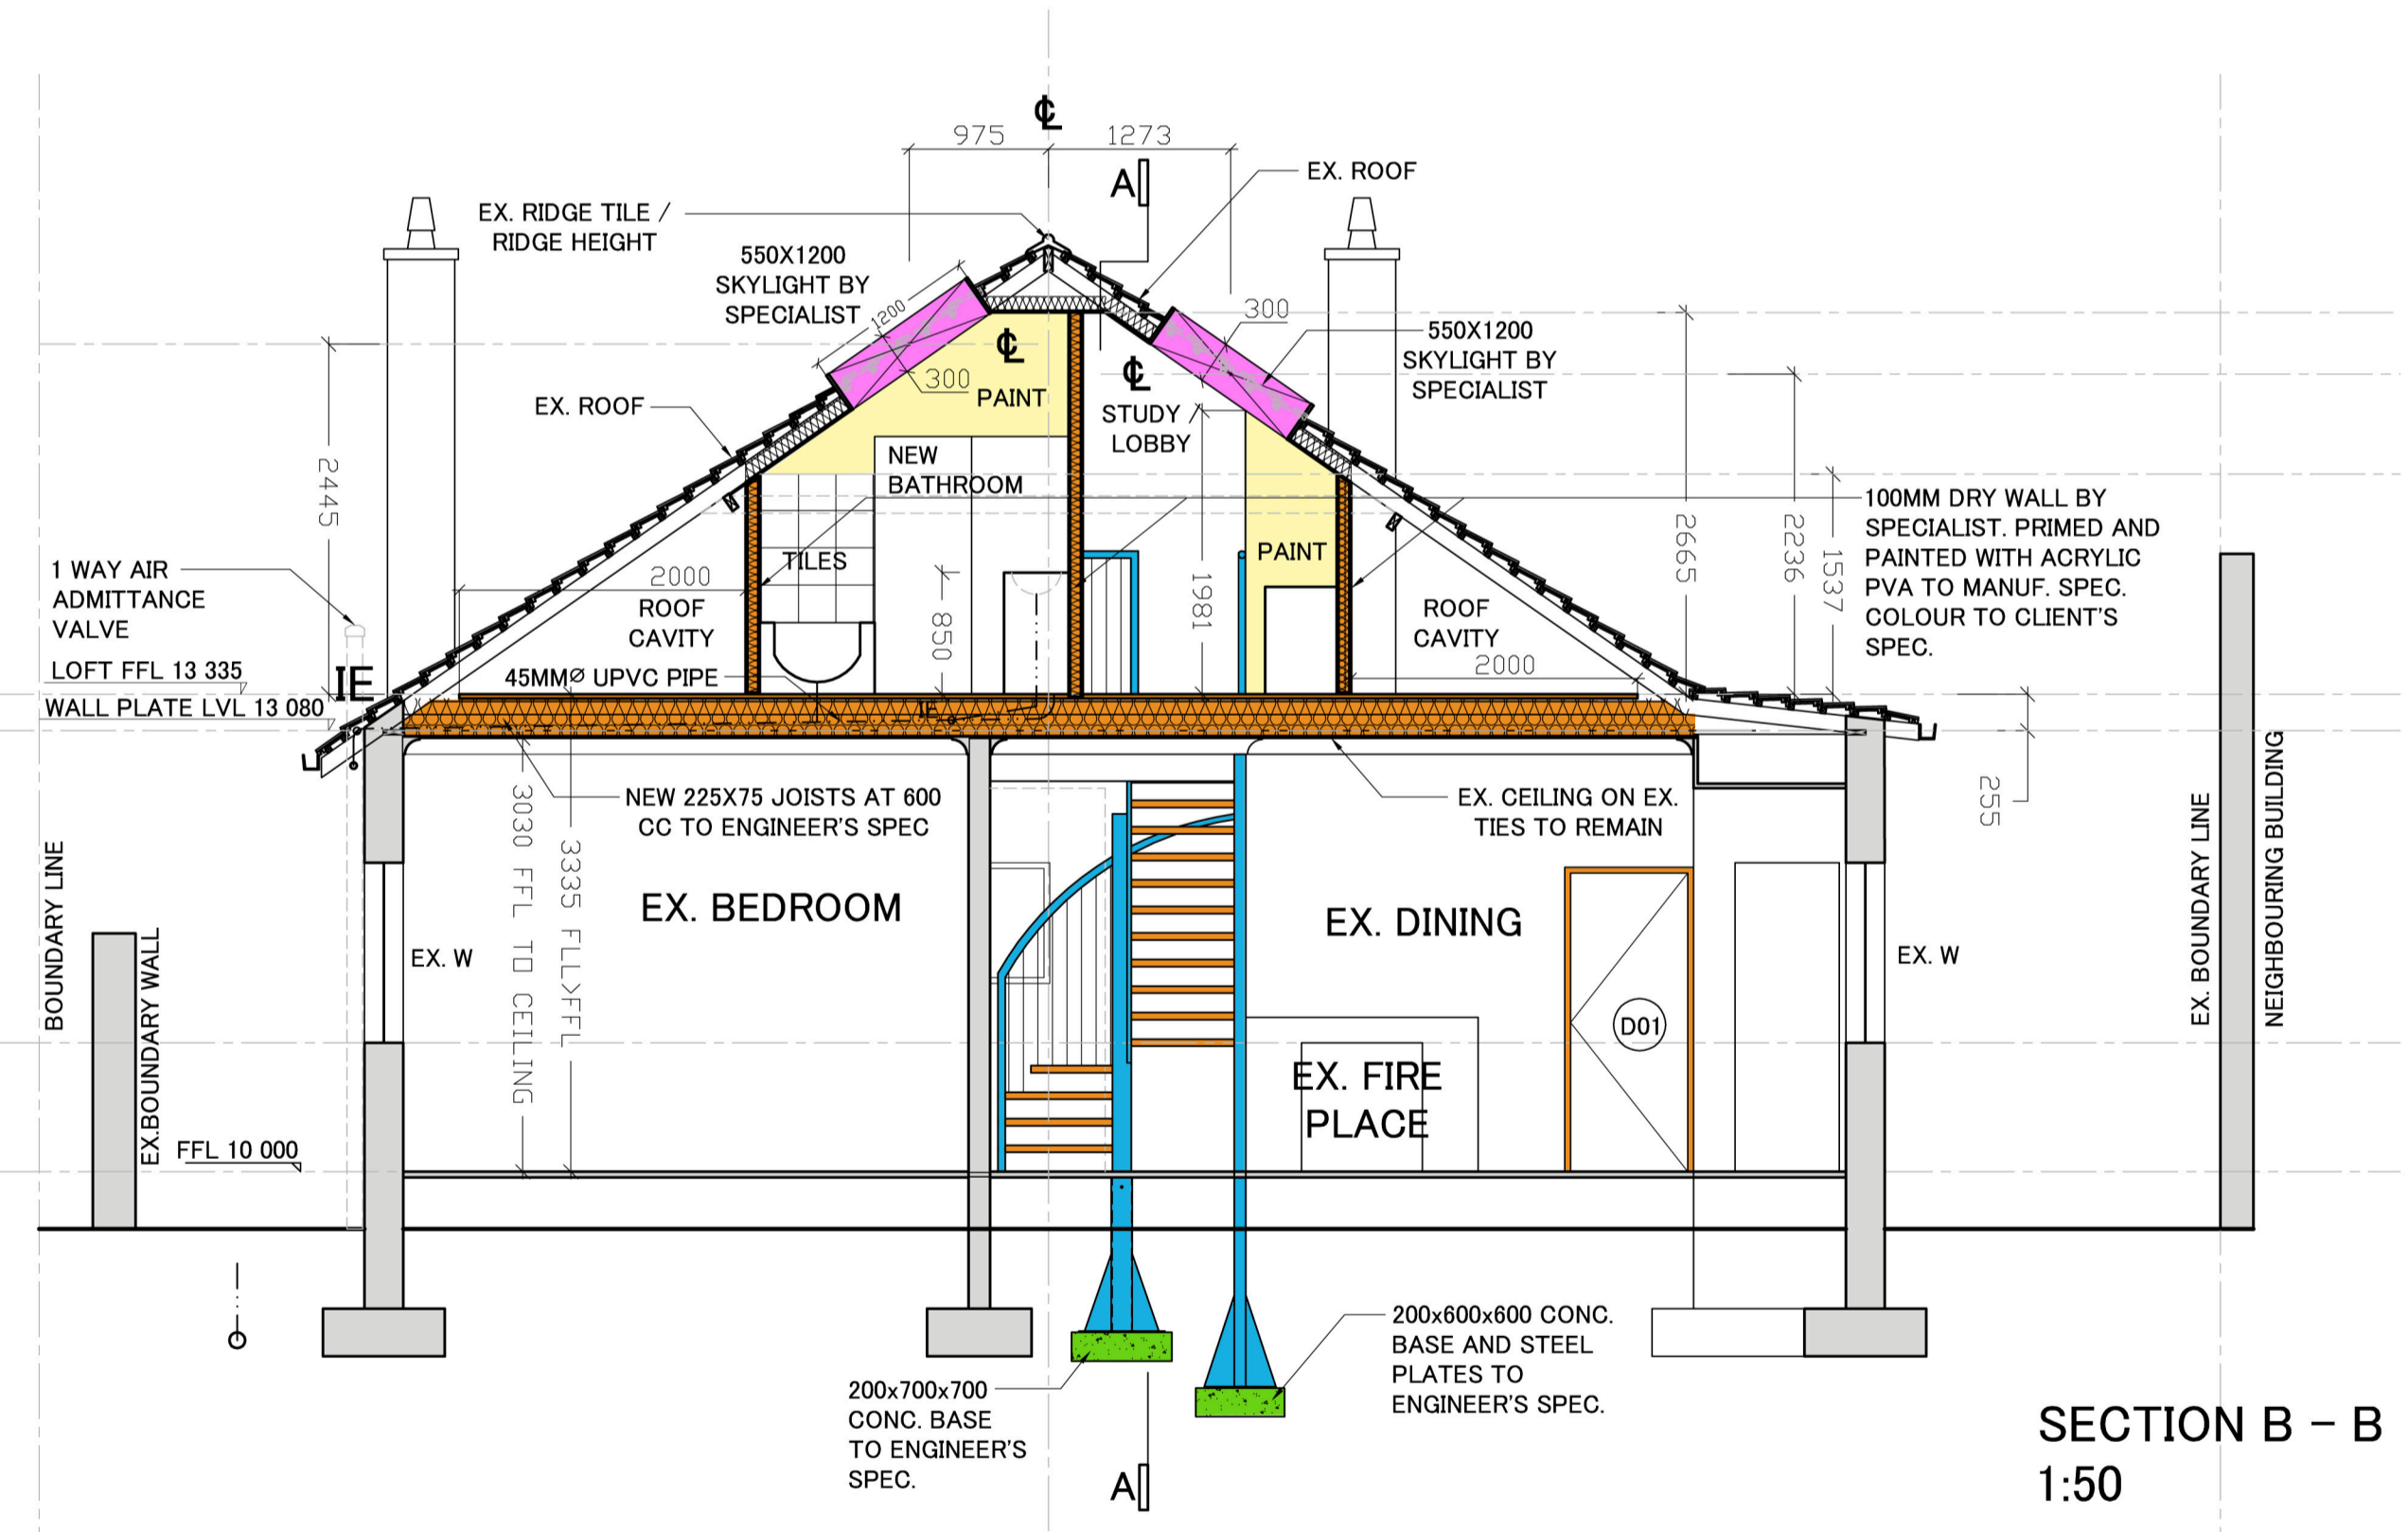 ℄
975
1273
A
EX. ROOF
EX. RIDGE TILE /
RIDGE HEIGHT
550X1200
SKYLIGHT BY
SPECIALIST
1200
300
550X1200
SKYLIGHT BY
SPECIALIST
℄
300
PAINT
℄
EX. ROOF
STUDY /
LOBBY
NEW
BATHROOM
2445
100MM DRY WALL BY
SPECIALIST. PRIMED AND
PAINTED WITH ACRYLIC
PVA TO MANUF. SPEC.
COLOUR TO CLIENT'S
SPEC.
2665
2236
1537
1981
PAINT
TILES
1 WAY AIR
ADMITTANCE
VALVE
2000
ROOF
CAVITY
850
ROOF
CAVITY
2000
LOFT FFL 13 335
IE
45MMØ UPVC PIPE
WALL PLATE LVL 13 080
IE
NEW 225X75 JOISTS AT 600
CC TO ENGINEER'S SPEC
EX. CEILING ON EX.
TIES TO REMAIN
255
3030 FFL TO CEILING
3335 FLL>FFL
EX. BEDROOM
EX. DINING
BOUNDARY LINE
EX.BOUNDARY WALL
EX. W
EX. W
EX. BOUNDARY LINE
NEIGHBOURING BUILDING
D01
EX. FIRE
PLACE
FFL 10 000
200x600x600 CONC.
BASE AND STEEL
PLATES TO
ENGINEER'S SPEC.
200x700x700
CONC. BASE
TO ENGINEER'S
SPEC.
A
SECTION B – B
1:50